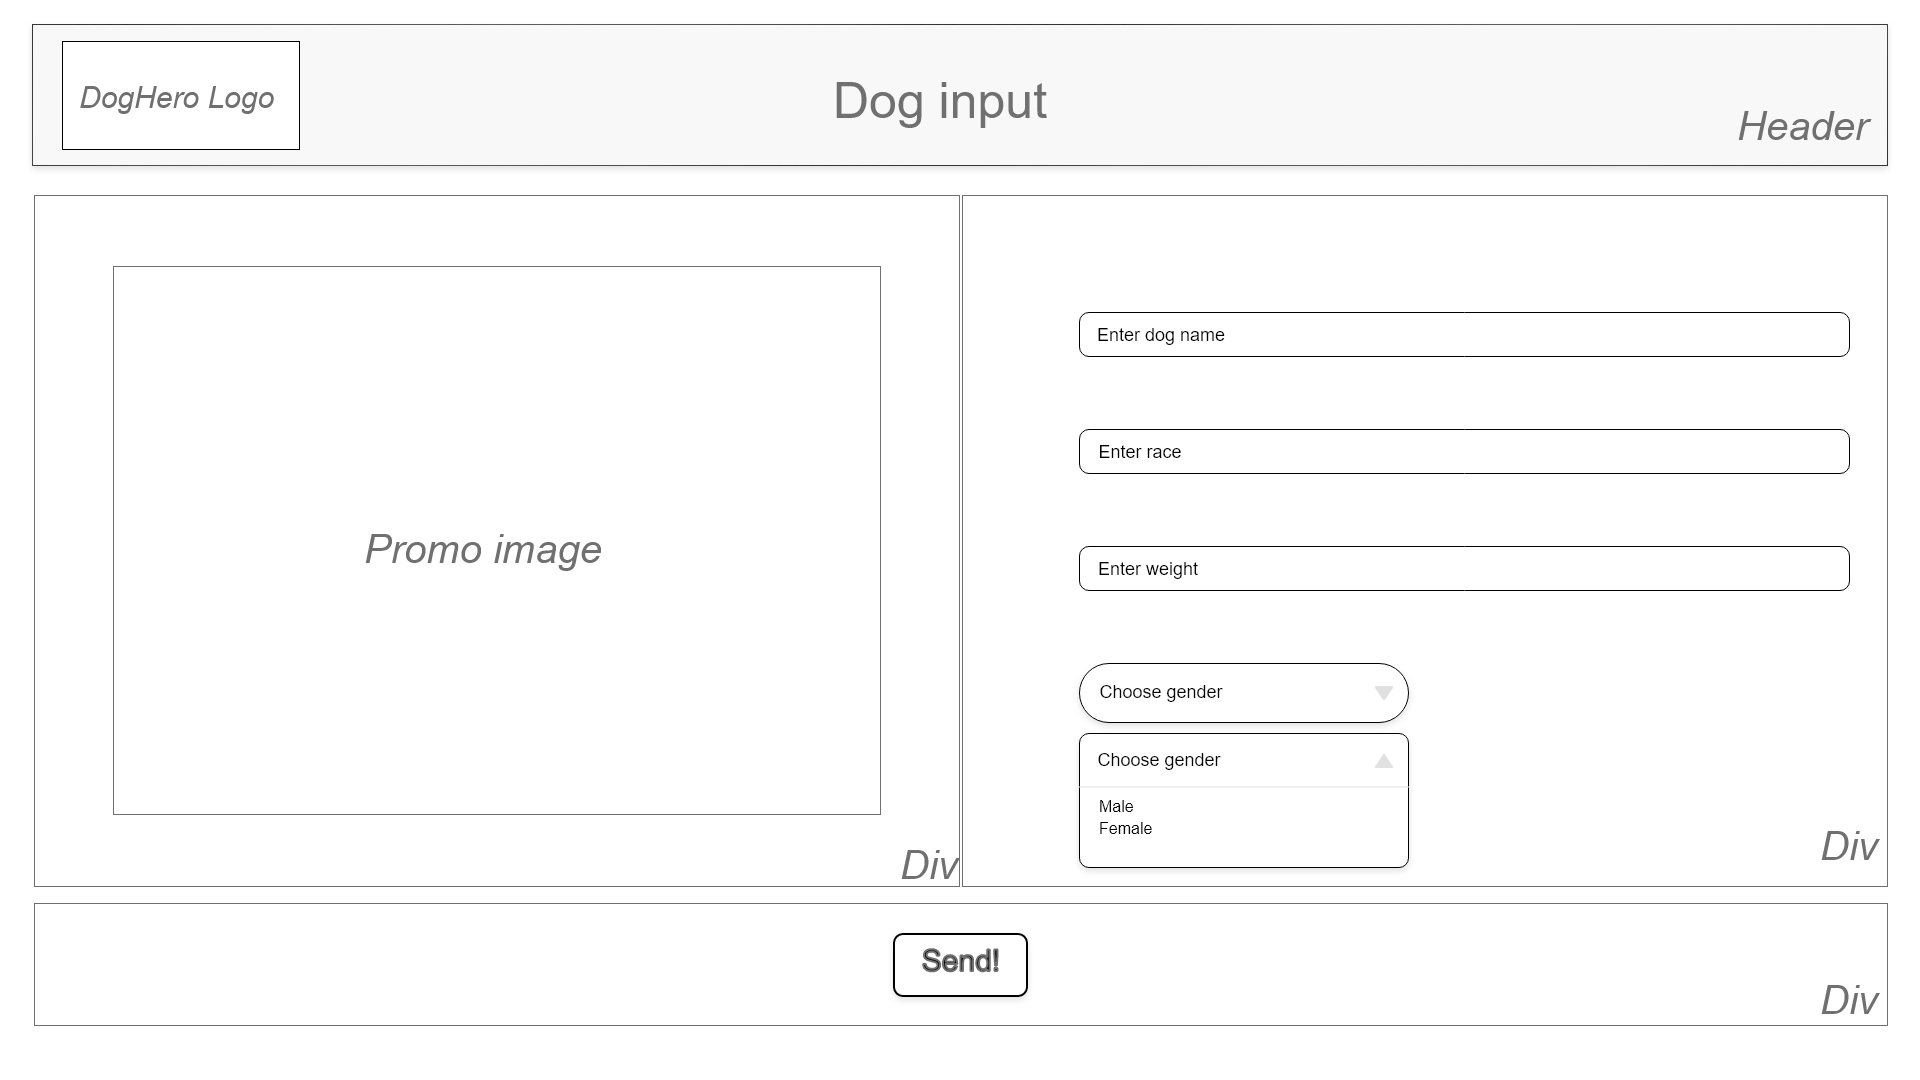 DogHero Logo
Dog input
Header
Promo image
Div
Enter dog name
Enter race
Enter weight
Choose gender
Choose gender
Male
Female
Div
Send!
Div